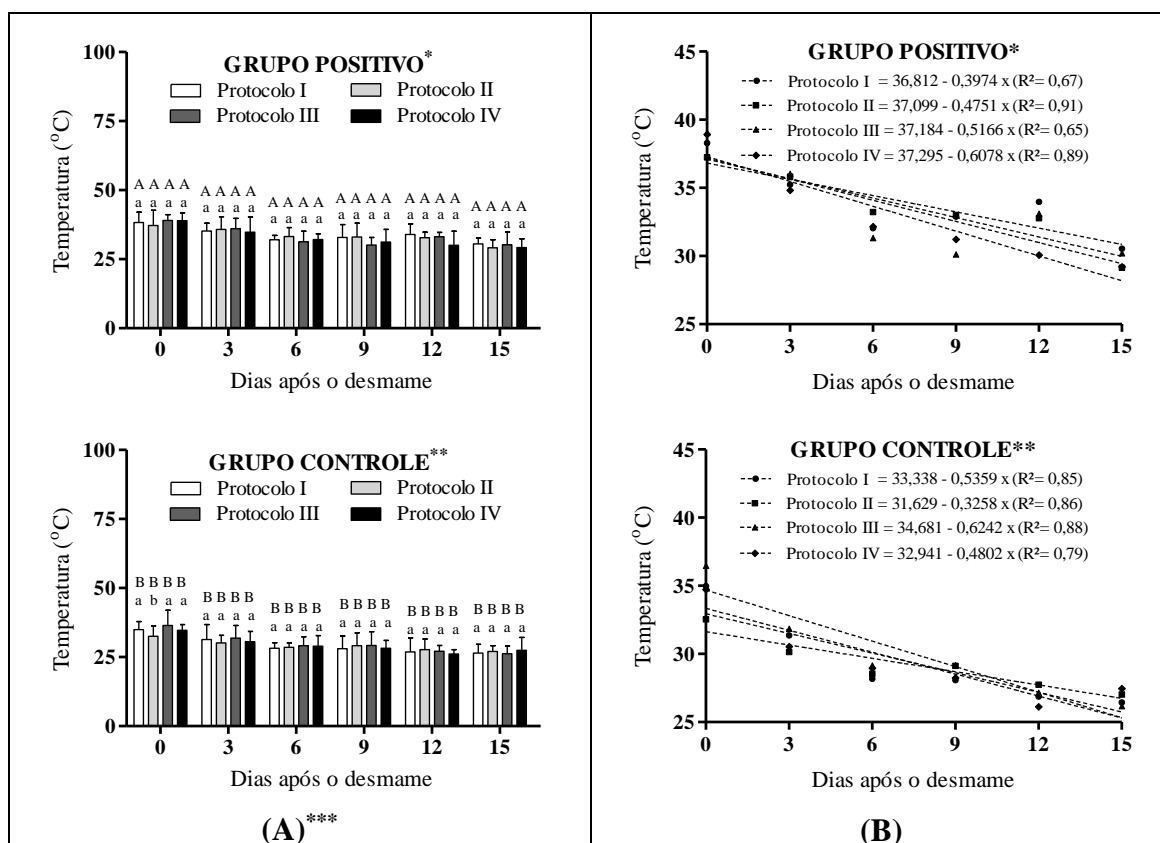 GRUPO POSITIVO*
Protocolo I
Protocolo II
Protocolo III
Protocolo IV
Temperatura (°C)
100
75
50
25
0
A A A A
a a a a
A A A A
a a a a
A A A A
a a a a
A A A A
a a a a
A A A A
a a a a
A A A A
a a a a
0 3 6 9 12 15
Dias após o desmame
GRUPO CONTROLE**
Protocolo I
Protocolo II
Protocolo III
Protocolo IV
Temperatura (°C)
100
75
50
25
0
B B B B
a b a a
B B B B
a a a a
B B B B
a a a a
B B B B
a a a a
B B B B
a a a a
B B B B
a a a a
0 3 6 9 12 15
Dias após o desmame
(A)***
GRUPO POSITIVO*
Protocolo I = 36,812 - 0,3974 x (R²= 0,67)
Protocolo II = 37,099 - 0,4751 x (R²= 0,91)
Protocolo III = 37,184 - 0,5166 x (R²= 0,65)
Protocolo IV = 37,295 - 0,6078 x (R²= 0,89)
Temperatura (°C)
45
40
35
30
25
0 3 6 9 12 15
Dias após o desmame
GRUPO CONTROLE**
Protocolo I = 33,338 - 0,5359 x (R²= 0,85)
Protocolo II = 31,629 - 0,3258 x (R²= 0,86)
Protocolo III = 34,681 - 0,6242 x (R²= 0,88)
Protocolo IV = 32,941 - 0,4802 x (R²= 0,79)
Temperatura (°C)
45
40
35
30
25
0 3 6 9 12 15
Dias após o desmame
(B)